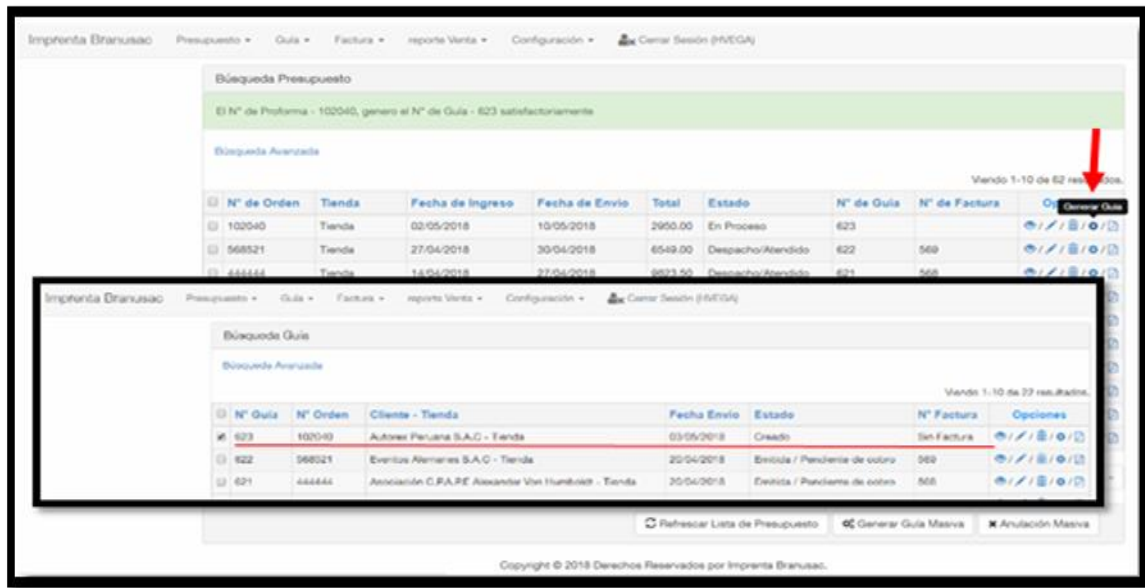 Imprenta Branusac Presupuesto Guía Factura reporte Venta Configuración Cerrar Sesión (HVEGA)
Búsqueda Presupuesto
El N° de Proforma - 102040, genero el N° de Guía - 623 satisfactoriamente
Búsqueda Avanzada
Viendo 1-10 de 62
Generar Guía
N° de Orden Tienda Fecha de Ingreso Fecha de Envio Total Estado N° de Guía N° de Factura
102040 Tienda 02/05/2018 10/05/2018 2950.00 En Proceso 623
568521 Tienda 27/04/2018 30/04/2018 6549.00 Despacho/Atendido 622 569
444444 Tienda 14/04/2018 27/04/2018 9823.50 Despacho/Atendido 621 568
Imprenta Branusac Presupuesto Guía Factura reporte Venta Configuración Cerrar Sesión (HVEGA)
Búsqueda Guía
Búsqueda Avanzada
Viendo 1-10 de 22 resultados.
N° Guía N° Orden Cliente - Tienda Fecha Envio Estado N° Factura Opciones
623 102040 Autorex Peruana S.A.C - Tienda 03/05/2018 Creado Sin Factura
622 568521 Eventos Alemanes S.A.C - Tienda 20/04/2018 Emitida / Pendiente de cobro 569
621 444444 Asociación C.P.A.P.E Alexander Von Humboldt - Tienda 20/04/2018 Emitida / Pendiente de cobro 568
Refrescar Lista de Presupuesto Generar Guía Masiva Anulación Masiva
Copyright © 2018 Derechos Reservados por Imprenta Branusac.